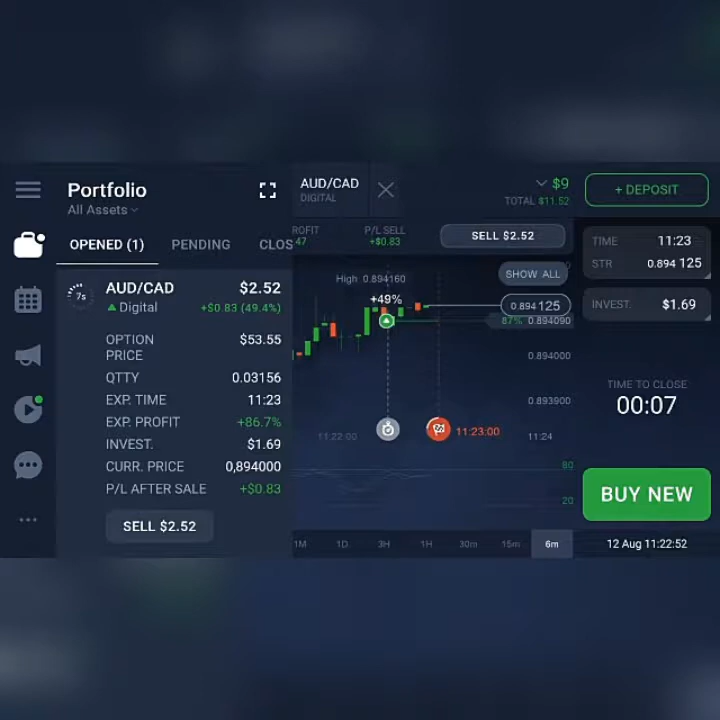 Portfolio
All Assets
OPENED (1) PENDING CLOS
7s
AUD/CAD $2.52
Digital +$0.83 (49.4%)
OPTION PRICE $53.55
QTTY 0.03156
EXP. TIME 11:23
EXP. PROFIT +86.7%
INVEST. $1.69
CURR. PRICE 0,894000
P/L AFTER SALE +$0.83
SELL $2.52
AUD/CAD
DIGITAL
$9
TOTAL $11.52
+ DEPOSIT
ROFIT
47
P/L SELL
+$0.83
SELL $2.52
SHOW ALL
High 0.894160
+49%
0.894125
87% 0.894090
0.894000
0.893900
11:22:00
11:23:00
11:24
80
20
1M 1D 3H 1H 30m 15m 6m
TIME 11:23
STR 0.894 125
INVEST. $1.69
TIME TO CLOSE
00:07
BUY NEW
12 Aug 11:22:52